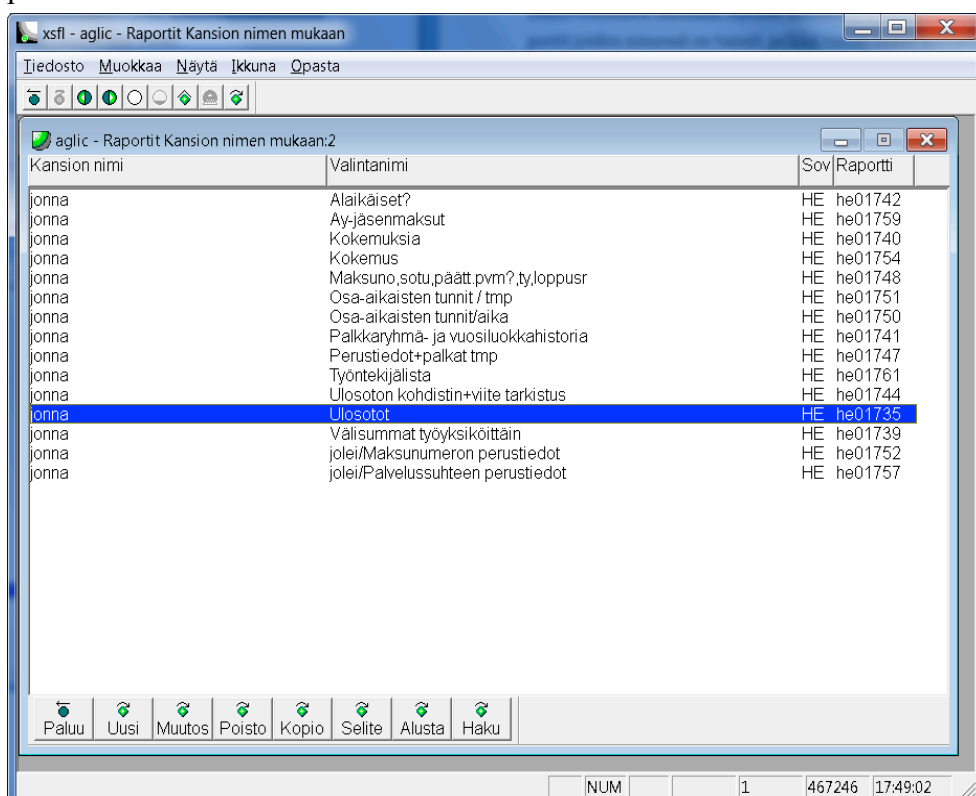 xsfl - aglic - Raportit Kansion nimen mukaan
Tiedosto Muokkaa Näytä Ikkuna Opasta
aglic - Raportit Kansion nimen mukaan:2
Kansion nimi Valintanimi Sov Raportti
jonna Alaikäiset? HE he01742
jonna Ay-jäsenmaksut HE he01759
jonna Kokemuksia HE he01740
jonna Kokemus HE he01754
jonna Maksuno,sotu,päätt.pvm?,ty,loppusr HE he01748
jonna Osa-aikaisten tunnit / tmp HE he01751
jonna Osa-aikaisten tunnit/aika HE he01750
jonna Palkkaryhmä- ja vuosiluokkahistoria HE he01741
jonna Perustiedot+palkat tmp HE he01747
jonna Työntekijälista HE he01761
jonna Ulosoton kohdistin+viite tarkistus HE he01744
jonna Ulosotot HE he01735
jonna Välisummat työyksiköittäin HE he01739
jonna jolei/Maksunumeron perustiedot HE he01752
jonna jolei/Palvelussuhteen perustiedot HE he01757
Paluu Uusi Muutos Poisto Kopio Selite Alusta Haku
NUM 1 467246 17:49:02